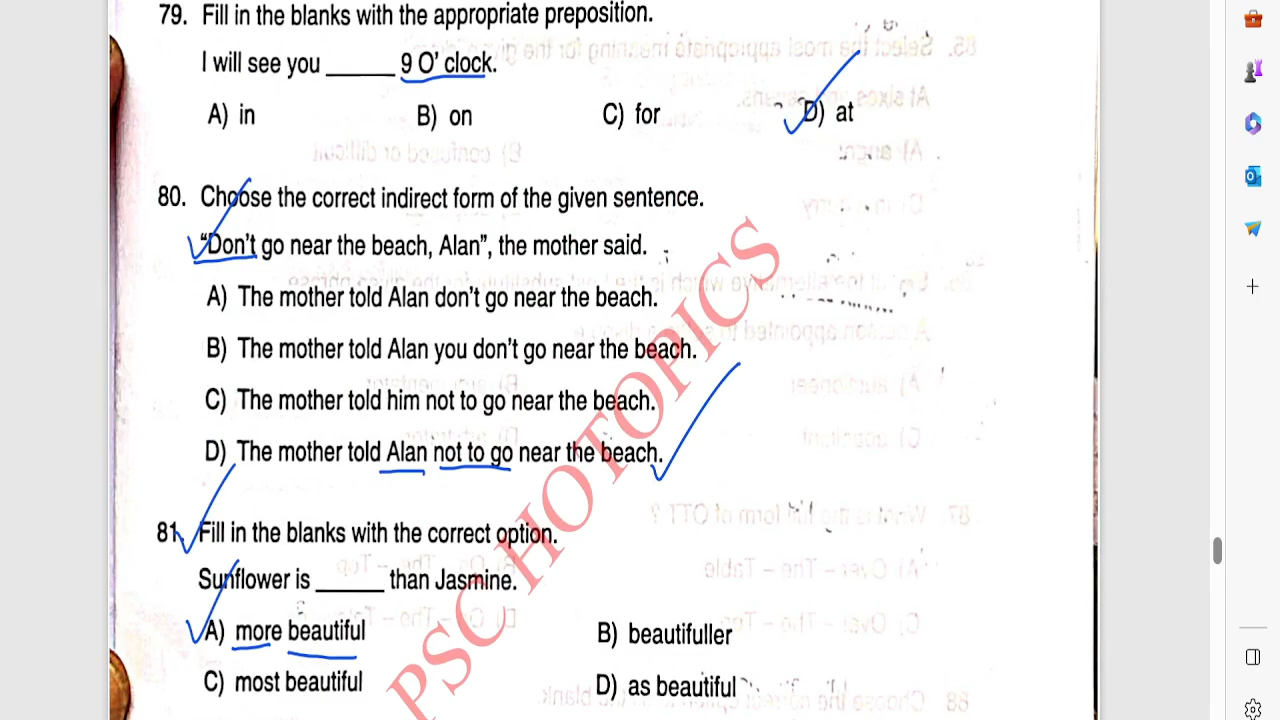 79. Fill in the blanks with the appropriate preposition.
I will see you ______ 9 O' clock.
A) in B) on C) for D) at
80. Choose the correct indirect form of the given sentence.
"Don't go near the beach, Alan", the mother said.
A) The mother told Alan don't go near the beach.
B) The mother told Alan you don't go near the beach.
C) The mother told him not to go near the beach.
D) The mother told Alan not to go near the beach.
81. Fill in the blanks with the correct option.
Sunflower is ______ than Jasmine.
A) more beautiful B) beautifuller
C) most beautiful D) as beautiful
PSC HOTOPICS